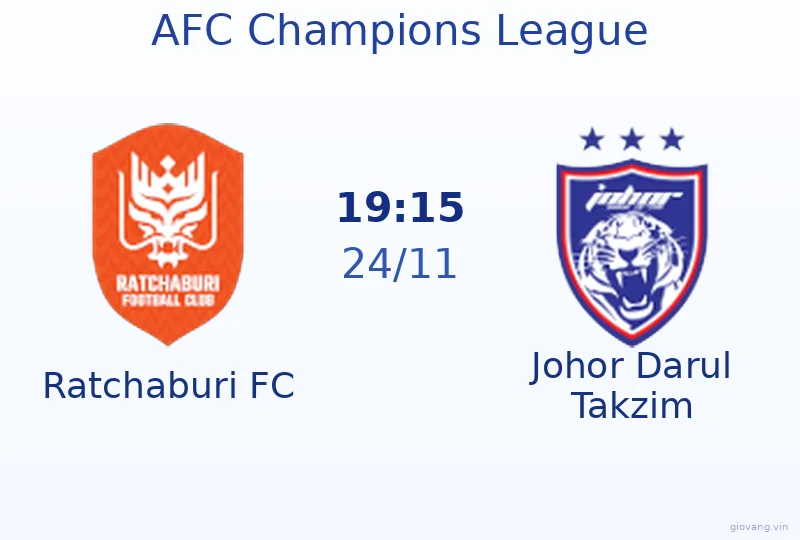 AFC Champions League
19:15
24/11
RATCHABURI
FOOTBALL CLUB
johor
Ratchaburi FC
Johor Darul
Takzim
giovang.vin